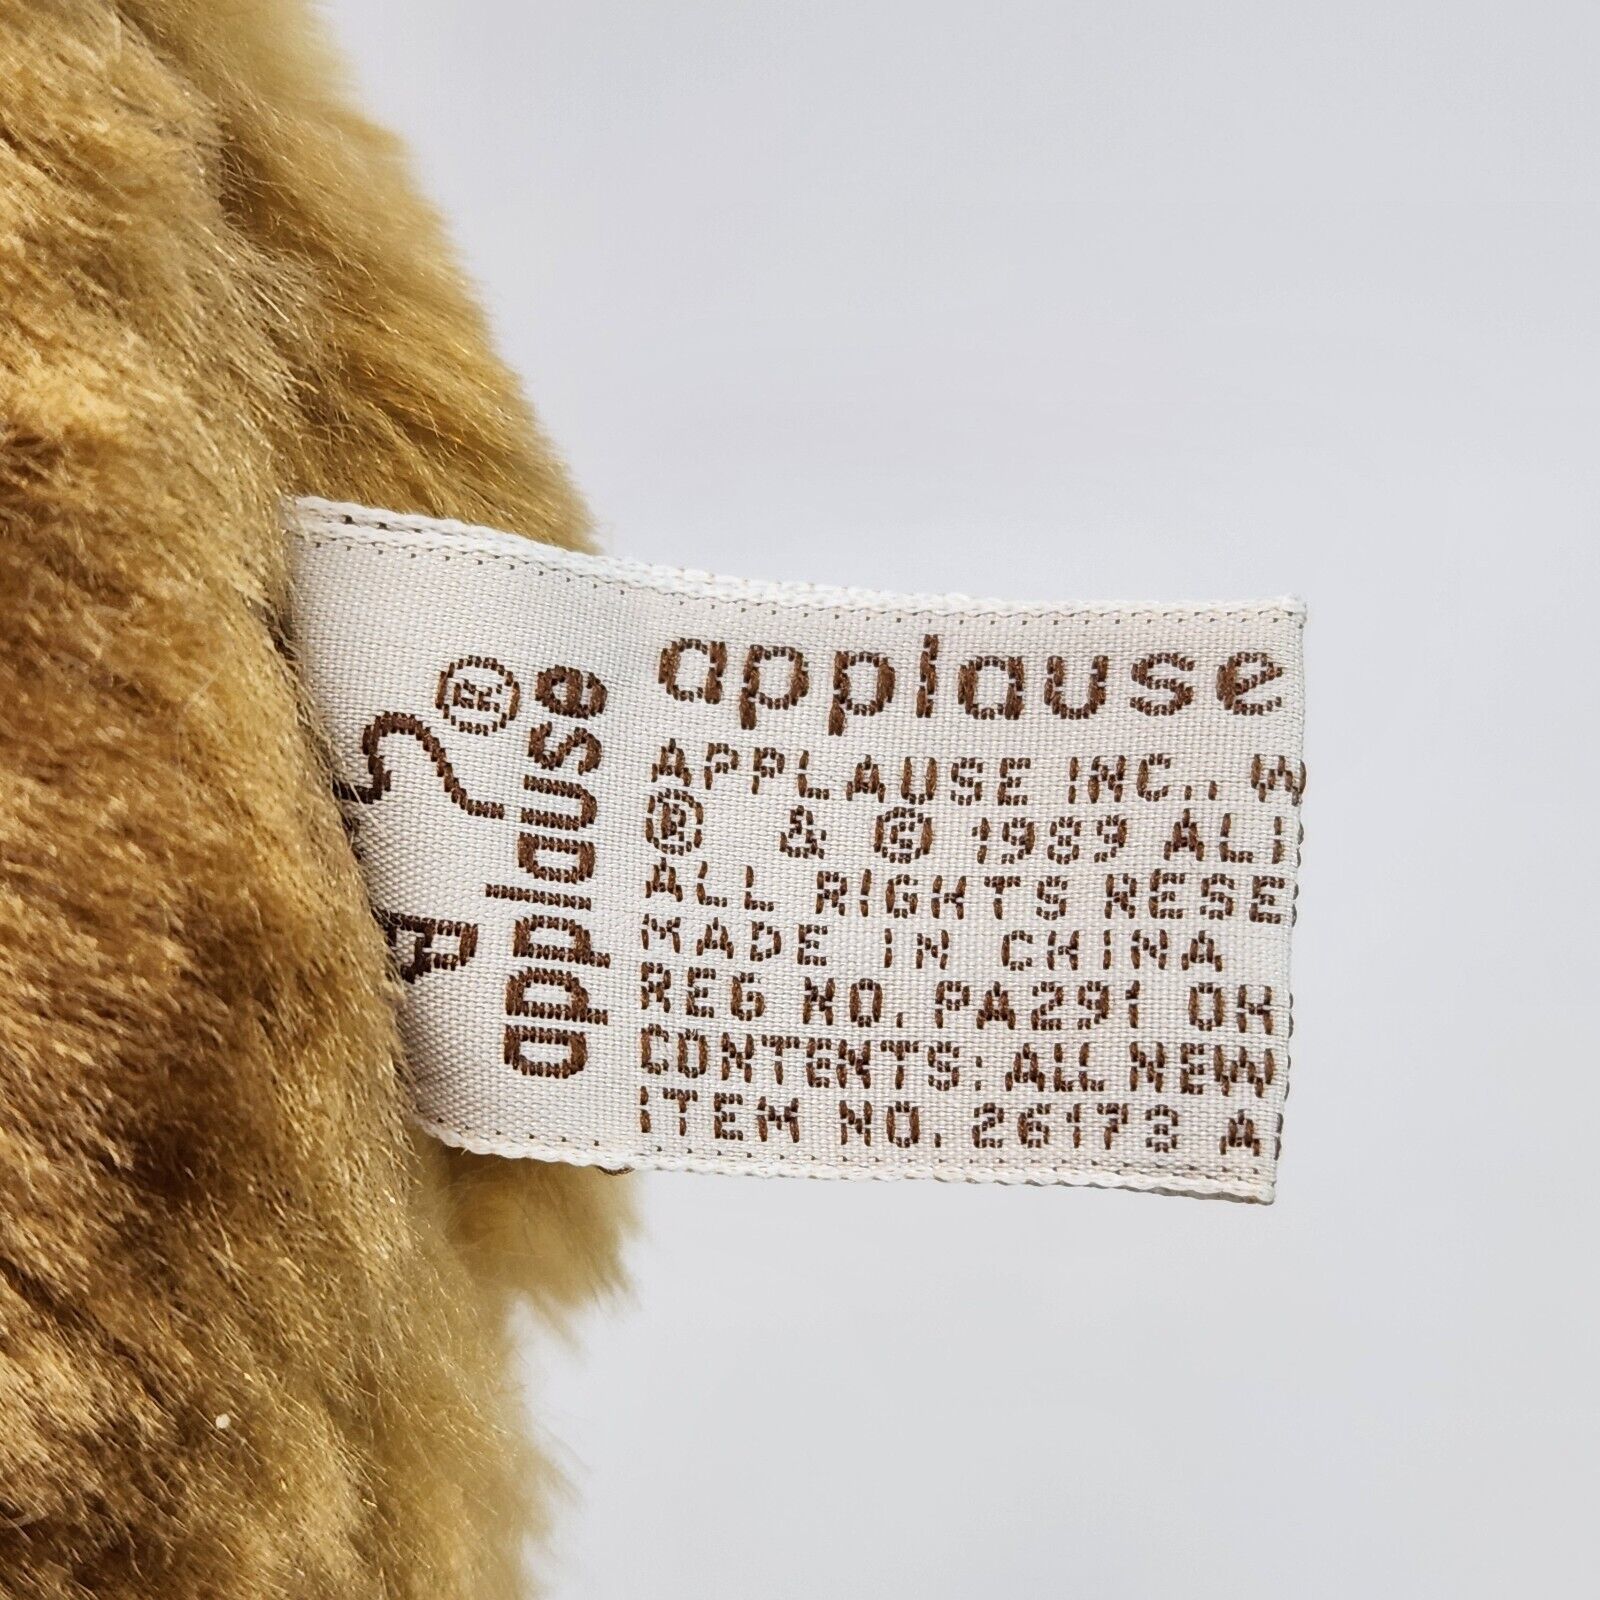 applause
APPLAUSE INC., W
® & © 1989 ALI
ALL RIGHTS RESE
MADE IN CHINA
REG NO. PA291 OH
CONTENTS: ALL NEW
ITEM NO. 26173 A
applause
®